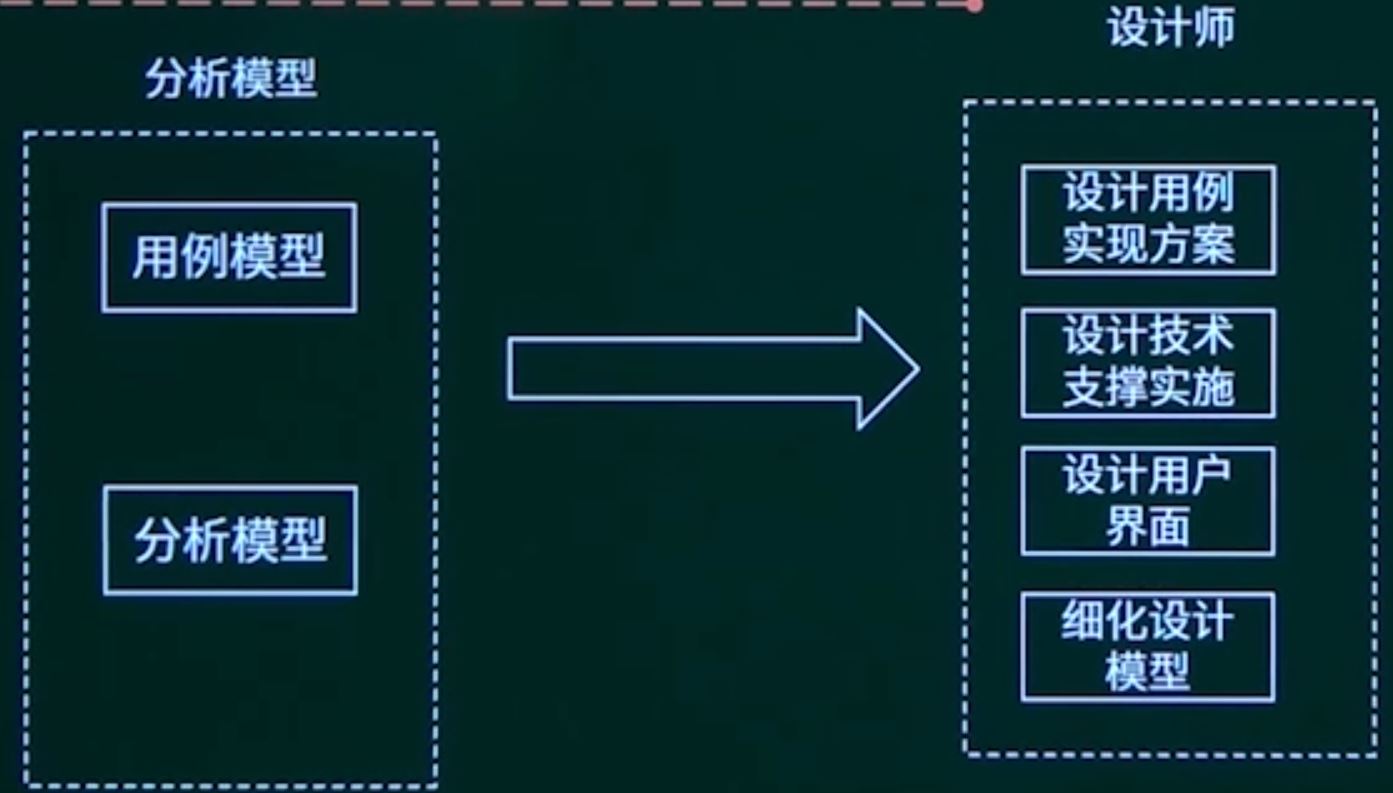 设计师
分析模型
用例模型
分析模型
设计用例
实现方案
设计技术
支撑实施
设计用户
界面
细化设计
模型